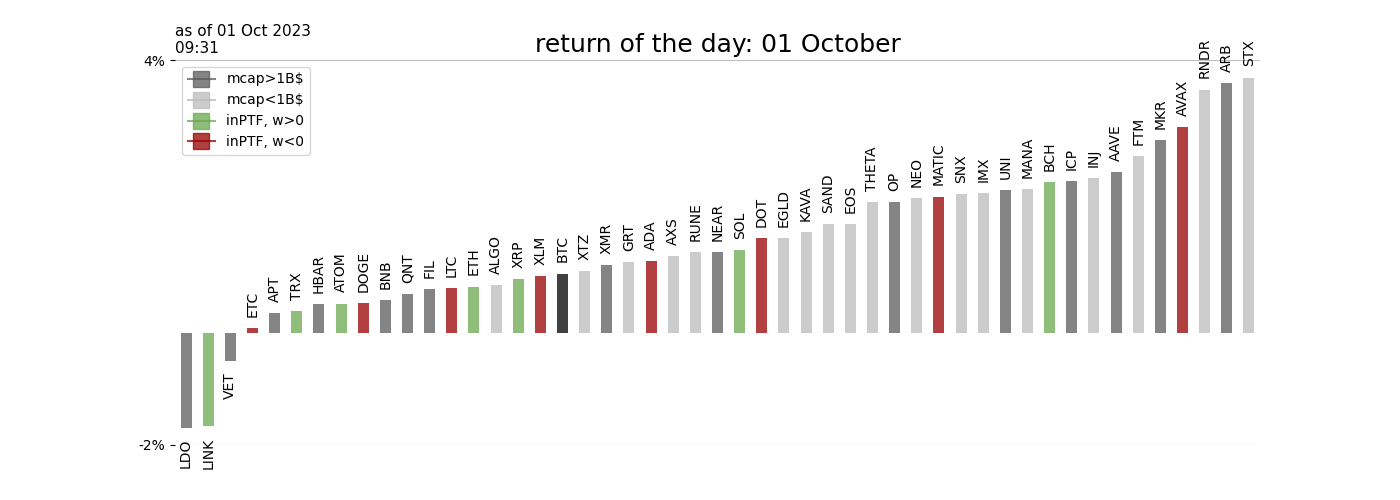 as of 01 Oct 2023
09:31
return of the day: 01 October
4%
mcap>1B$
mcap<1B$
inPTF, w>0
inPTF, w<0
-2%
LDO
LINK
VET
ETC
APT
TRX
HBAR
ATOM
DOGE
BNB
QNT
FIL
LTC
ETH
ALGO
XRP
XLM
BTC
XTZ
XMR
GRT
ADA
AXS
RUNE
NEAR
SOL
DOT
EGLD
KAVA
SAND
EOS
THETA
OP
NEO
MATIC
SNX
IMX
UNI
MANA
BCH
ICP
INJ
AAVE
FTM
MKR
AVAX
RNDR
ARB
STX